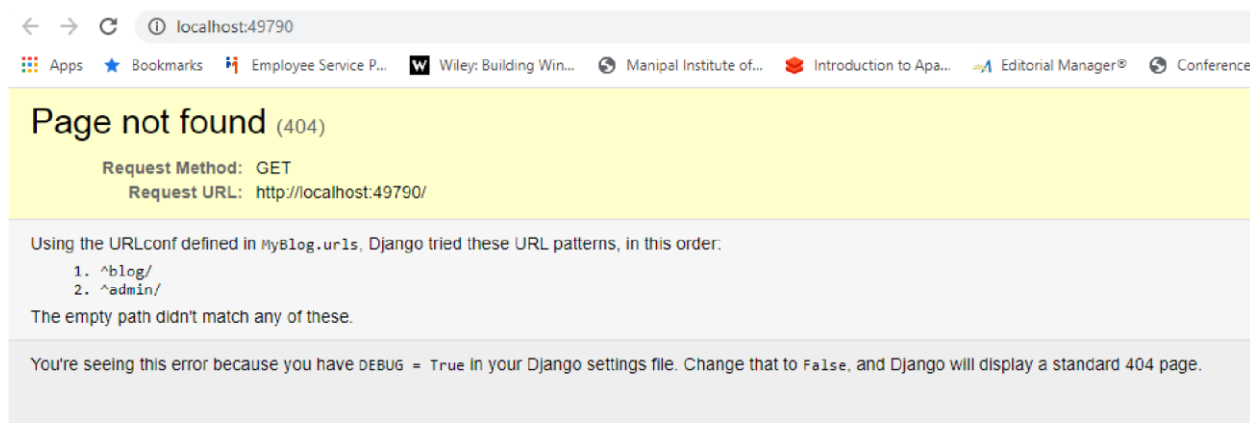 localhost:49790
Apps Bookmarks Employee Service P... Wiley: Building Win... Manipal Institute of... Introduction to Apa... Editorial Manager® Conference
Page not found (404)
Request Method: GET
Request URL: http://localhost:49790/
Using the URLconf defined in MyBlog.urls, Django tried these URL patterns, in this order:
1. ^blog/
2. ^admin/
The empty path didn't match any of these.
You're seeing this error because you have DEBUG = True in your Django settings file. Change that to False, and Django will display a standard 404 page.